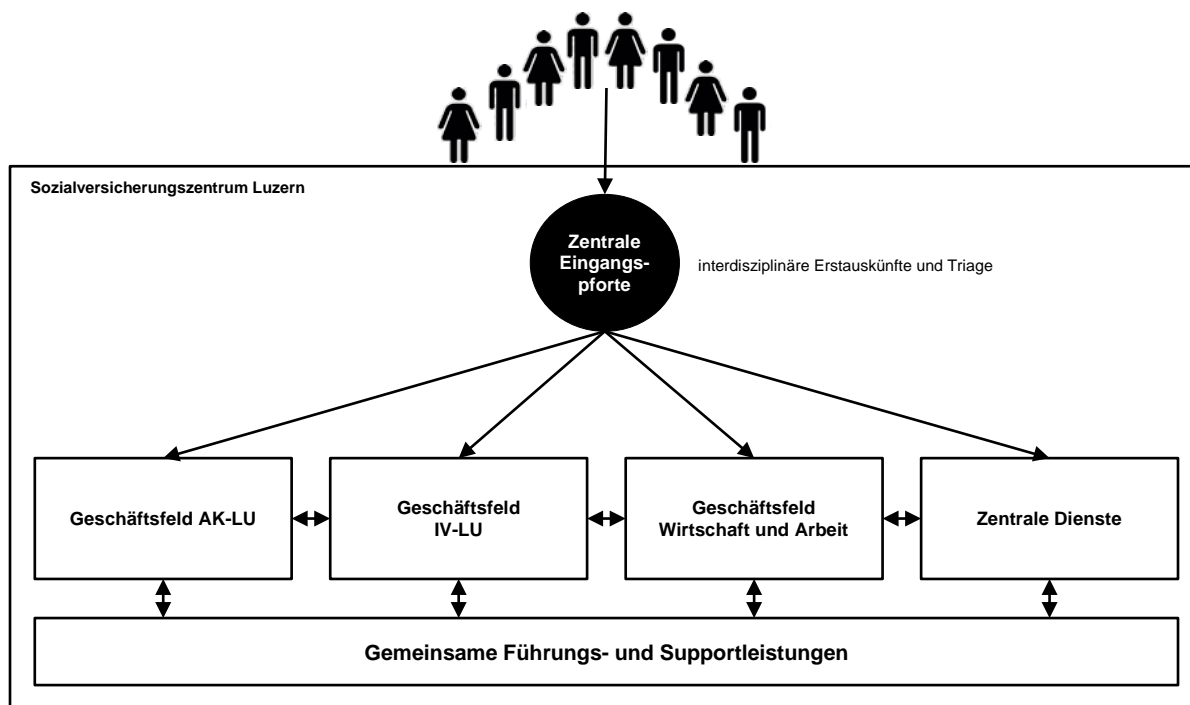 Sozialversicherungszentrum Luzern
Zentrale
Eingangs-
pforte
interdisziplinäre Erstauskünfte und Triage
Geschäftsfeld AK-LU
Geschäftsfeld
IV-LU
Geschäftsfeld
Wirtschaft und Arbeit
Zentrale Dienste
Gemeinsame Führungs- und Supportleistungen